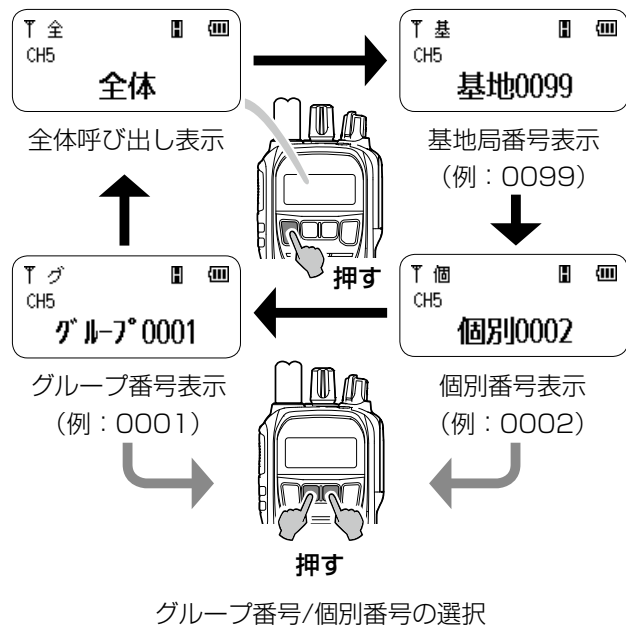 全
CH5
全体
全体呼び出し表示
基
CH5
基地0099
基地局番号表示
(例：0099)
押す
グ
CH5
グループ0001
グループ番号表示
(例：0001)
個
CH5
個別0002
個別番号表示
(例：0002)
押す
グループ番号/個別番号の選択